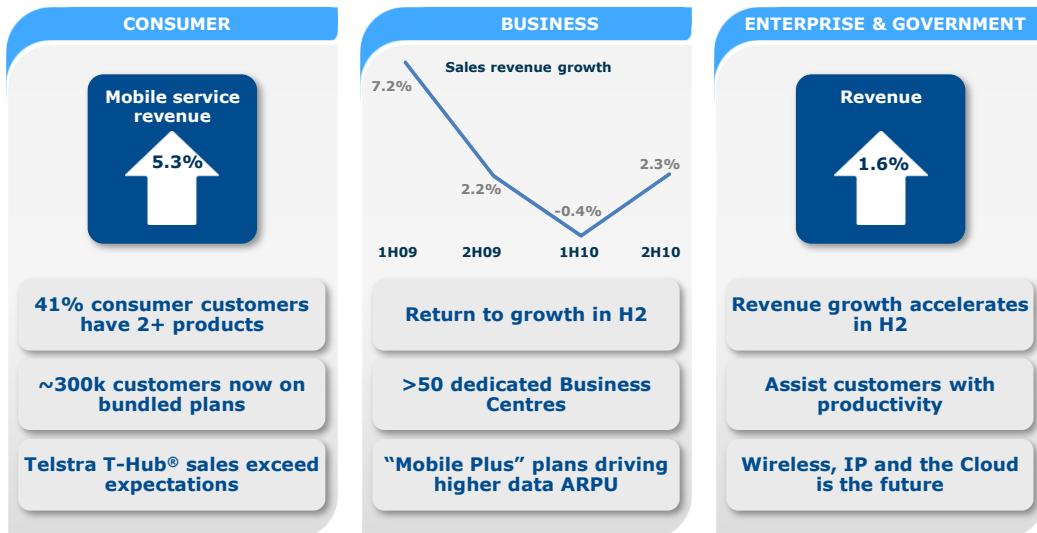 CONSUMER
Mobile service
revenue
5.3%
41% consumer customers
have 2+ products
~300k customers now on
bundled plans
Telstra T-Hub® sales exceed
expectations
BUSINESS
Sales revenue growth
7.2%
2.2%
-0.4%
2.3%
1H09 2H09 1H10 2H10
Return to growth in H2
>50 dedicated Business
Centres
“Mobile Plus” plans driving
higher data ARPU
ENTERPRISE & GOVERNMENT
Revenue
1.6%
Revenue growth accelerates
in H2
Assist customers with
productivity
Wireless, IP and the Cloud
is the future